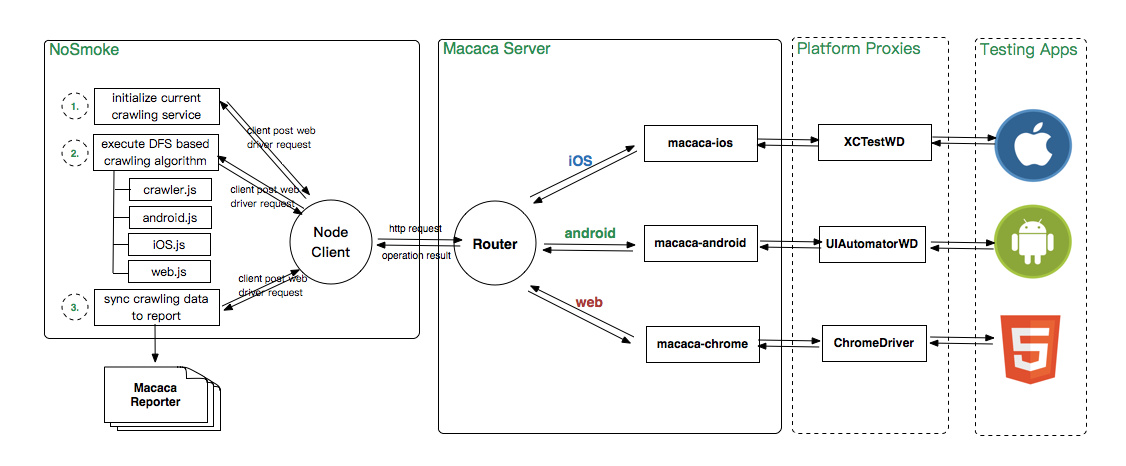 NoSmoke
1.
initialize current
crawling service
2.
execute DFS based
crawling algorithm
crawler.js
android.js
iOS.js
web.js
3.
sync crawling data
to report
Macaca
Reporter
client post web
driver request
client post web
driver request
client post web
driver request
Node
Client
http request
operation result
Macaca Server
Router
iOS
android
web
macaca-ios
macaca-android
macaca-chrome
Platform Proxies
XCTestWD
UIAutomatorWD
ChromeDriver
Testing Apps
5